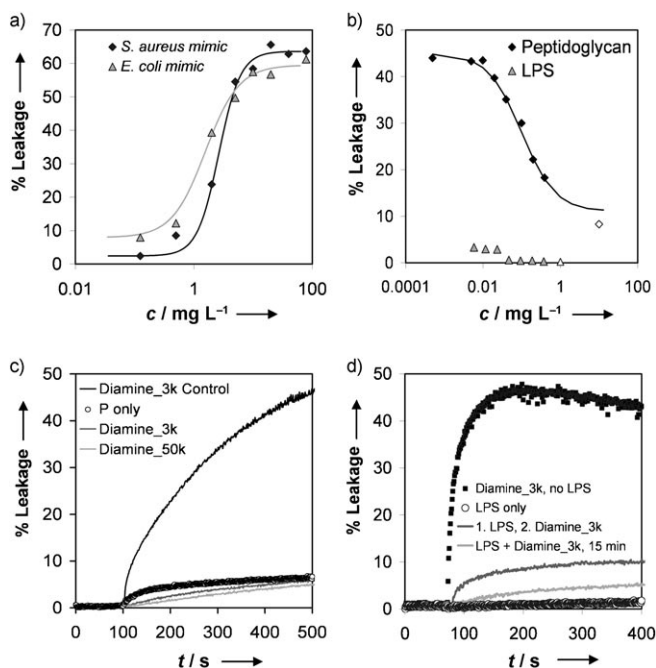 a)
70
60
50
40
30
20
10
0
% Leakage
S. aureus mimic
E. coli mimic
0.01
1
100
c / mg L⁻¹
b)
50
40
30
20
10
0
% Leakage
Peptidoglycan
LPS
0.0001
0.01
1
100
c / mg L⁻¹
c)
50
40
30
20
10
0
% Leakage
Diamine_3k Control
P only
Diamine_3k
Diamine_50k
0
100
200
300
400
500
t / s
d)
50
40
30
20
10
0
% Leakage
Diamine_3k, no LPS
LPS only
1. LPS, 2. Diamine_3k
LPS + Diamine_3k, 15 min
0
100
200
300
400
t / s